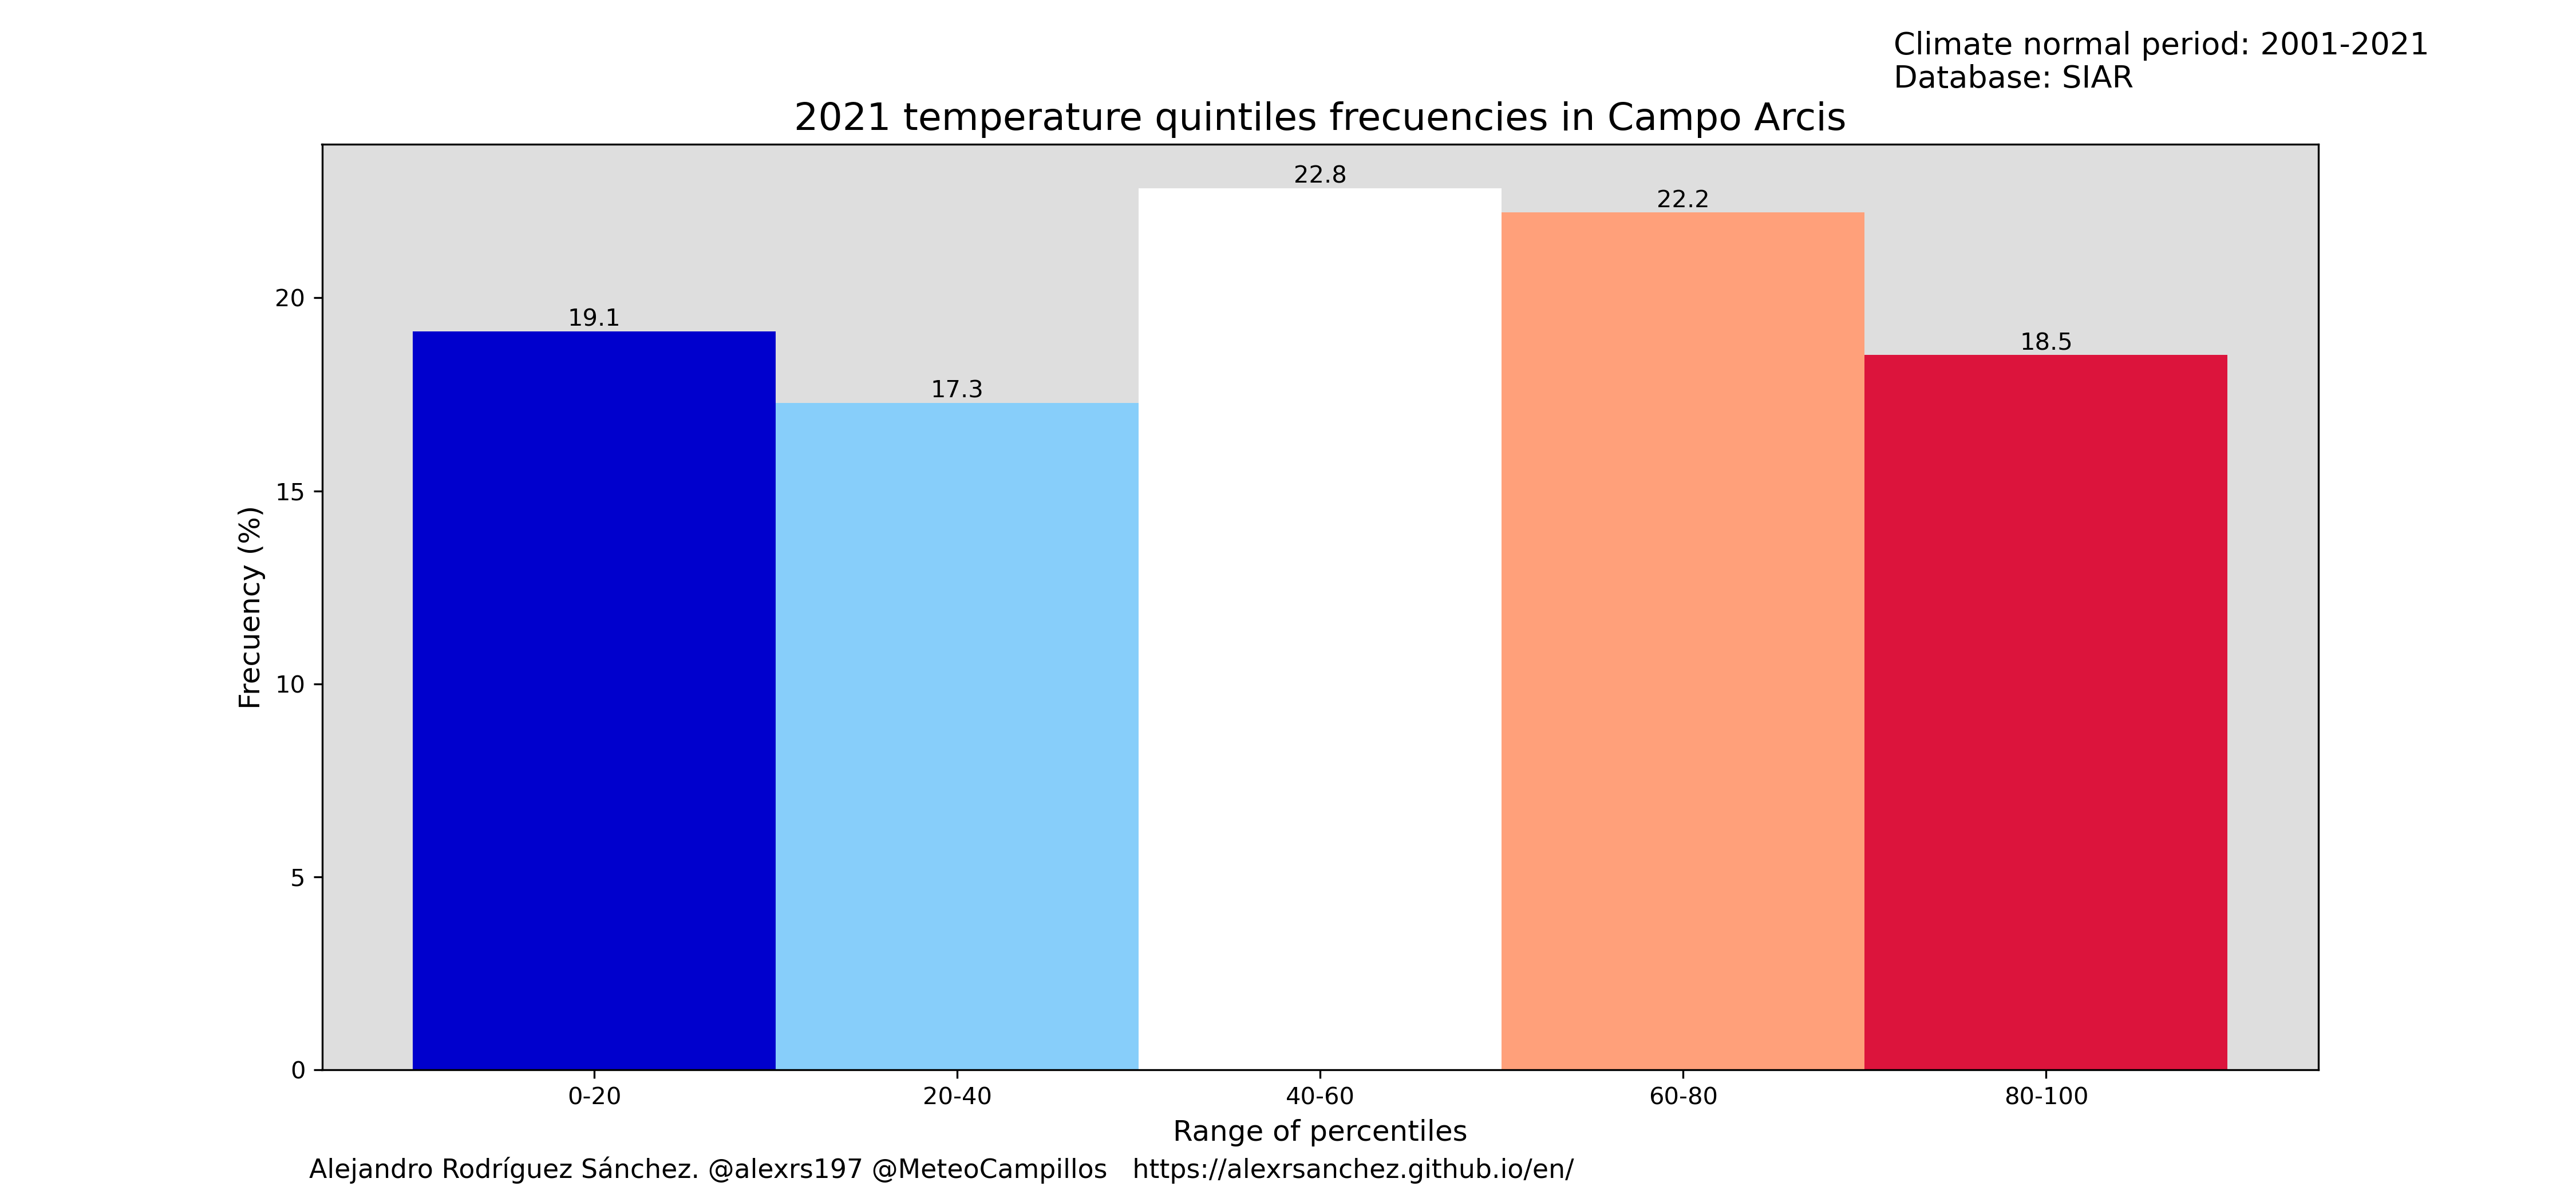 Climate normal period: 2001-2021
Database: SIAR
2021 temperature quintiles frecuencies in Campo Arcis
22.8
22.2
20
19.1
18.5
17.3
15
Frecuency (%)
10
5
0
0-20 20-40 40-60 60-80 80-100
Range of percentiles
Alejandro Rodríguez Sánchez. @alexrs197 @MeteoCampillos https://alexrsanchez.github.io/en/